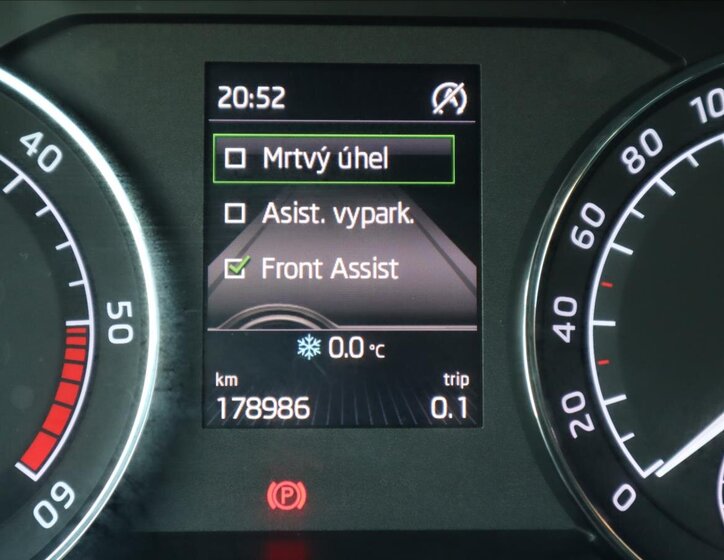 20:52
Mrtvý úhel
Asist. vypark.
Front Assist
0.0 °C
km trip
178986 0.1
40
50
60
100
80
60
40
20
0
P